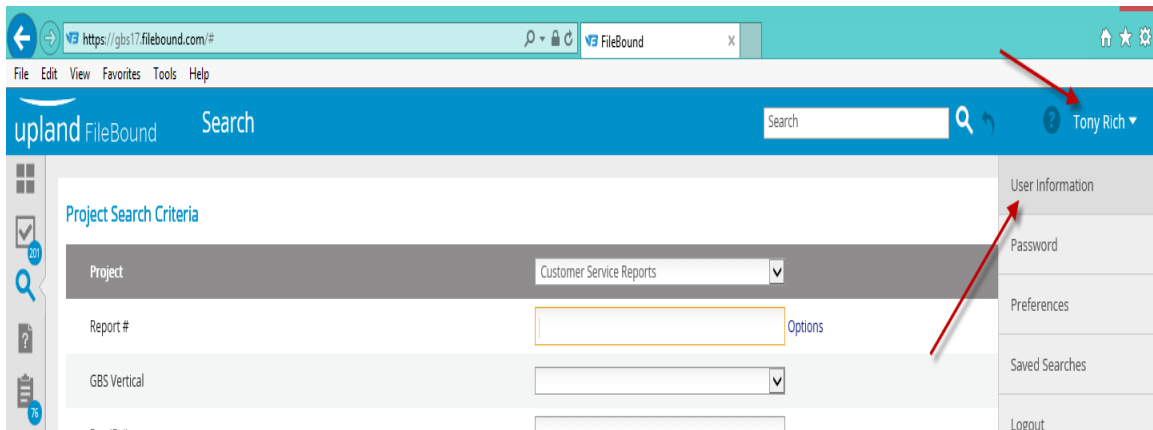 https://gbs17.filebound.com/# FileBound
File Edit View Favorites Tools Help
upland FileBound Search Search Tony Rich
User Information
Project Search Criteria
201
Password
Project Customer Service Reports
Preferences
Report # Options
Saved Searches
GBS Vertical
76
Logout